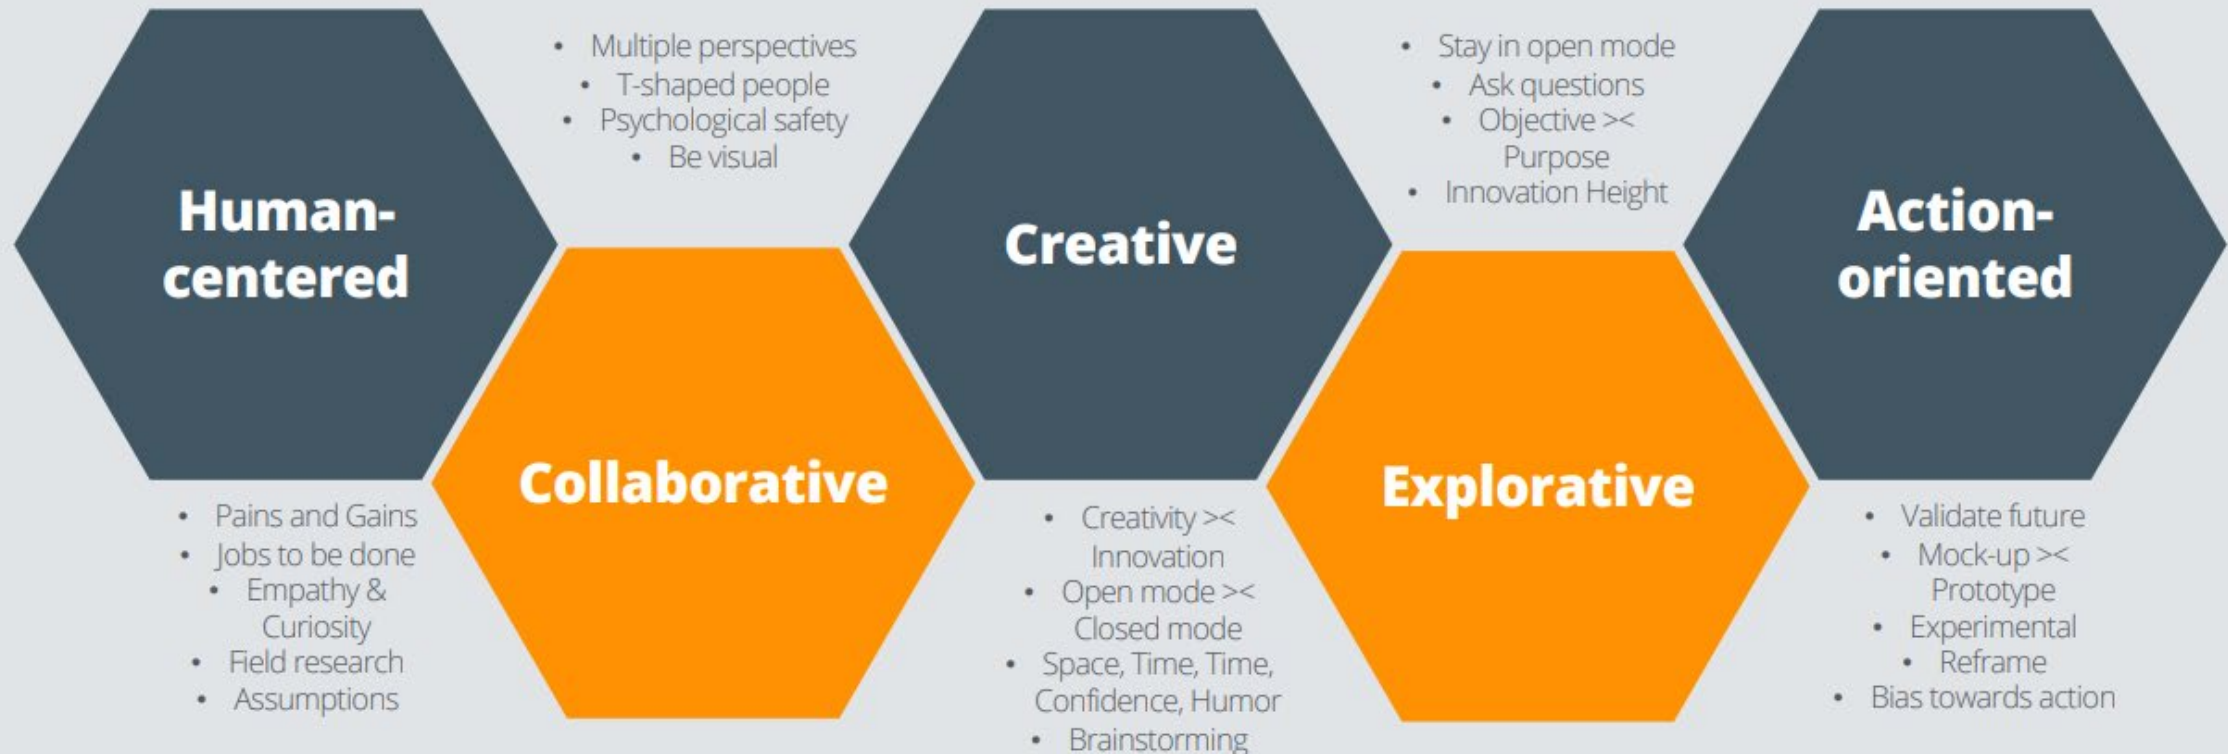 Human-
centered
• Pains and Gains
• Jobs to be done
• Empathy &
Curiosity
• Field research
• Assumptions
• Multiple perspectives
• T-shaped people
• Psychological safety
• Be visual
Collaborative
Creative
• Creativity ><
Innovation
• Open mode ><
Closed mode
• Space, Time, Time,
Confidence, Humor
• Brainstorming
• Stay in open mode
• Ask questions
• Objective ><
Purpose
• Innovation Height
Explorative
Action-
oriented
• Validate future
• Mock-up ><
Prototype
• Experimental
• Reframe
• Bias towards action